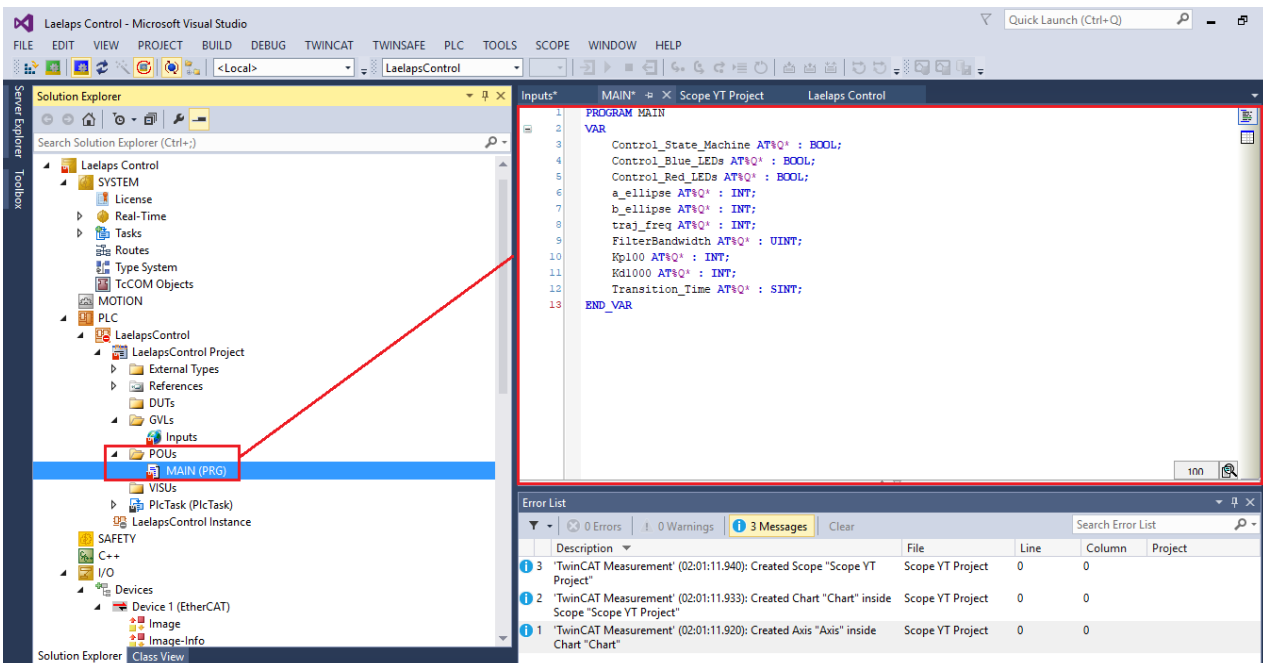 Laelaps Control - Microsoft Visual Studio
Quick Launch (Ctrl+Q)
FILE EDIT VIEW PROJECT BUILD DEBUG TWINCAT TWINSAFE PLC TOOLS SCOPE WINDOW HELP
<Local>
LaelapsControl
Server Explorer
Toolbox
Solution Explorer
Search Solution Explorer (Ctrl+;)
Laelaps Control
SYSTEM
License
Real-Time
Tasks
Routes
Type System
TcCOM Objects
MOTION
PLC
LaelapsControl
LaelapsControl Project
External Types
References
DUTs
GVLs
Inputs
POUs
MAIN (PRG)
VISUs
PlcTask (PlcTask)
LaelapsControl Instance
SAFETY
C++
I/O
Devices
Device 1 (EtherCAT)
Image
Image-Info
Solution Explorer Class View
Inputs* MAIN* Scope YT Project Laelaps Control
1 PROGRAM MAIN
2 VAR
3 Control_State_Machine AT%Q* : BOOL;
4 Control_Blue_LEDs AT%Q* : BOOL;
5 Control_Red_LEDs AT%Q* : BOOL;
6 a_ellipse AT%Q* : INT;
7 b_ellipse AT%Q* : INT;
8 traj_freq AT%Q* : INT;
9 FilterBandwidth AT%Q* : UINT;
10 Kp100 AT%Q* : INT;
11 Kd1000 AT%Q* : INT;
12 Transition_Time AT%Q* : SINT;
13 END_VAR
100
Error List
0 Errors 0 Warnings 3 Messages Clear Search Error List
Description File Line Column Project
3 'TwinCAT Measurement' (02:01:11.940): Created Scope "Scope YT Scope YT Project 0 0
Project"
2 'TwinCAT Measurement' (02:01:11.933): Created Chart "Chart" inside Scope YT Project 0 0
Scope "Scope YT Project"
1 'TwinCAT Measurement' (02:01:11.920): Created Axis "Axis" inside Scope YT Project 0 0
Chart "Chart"